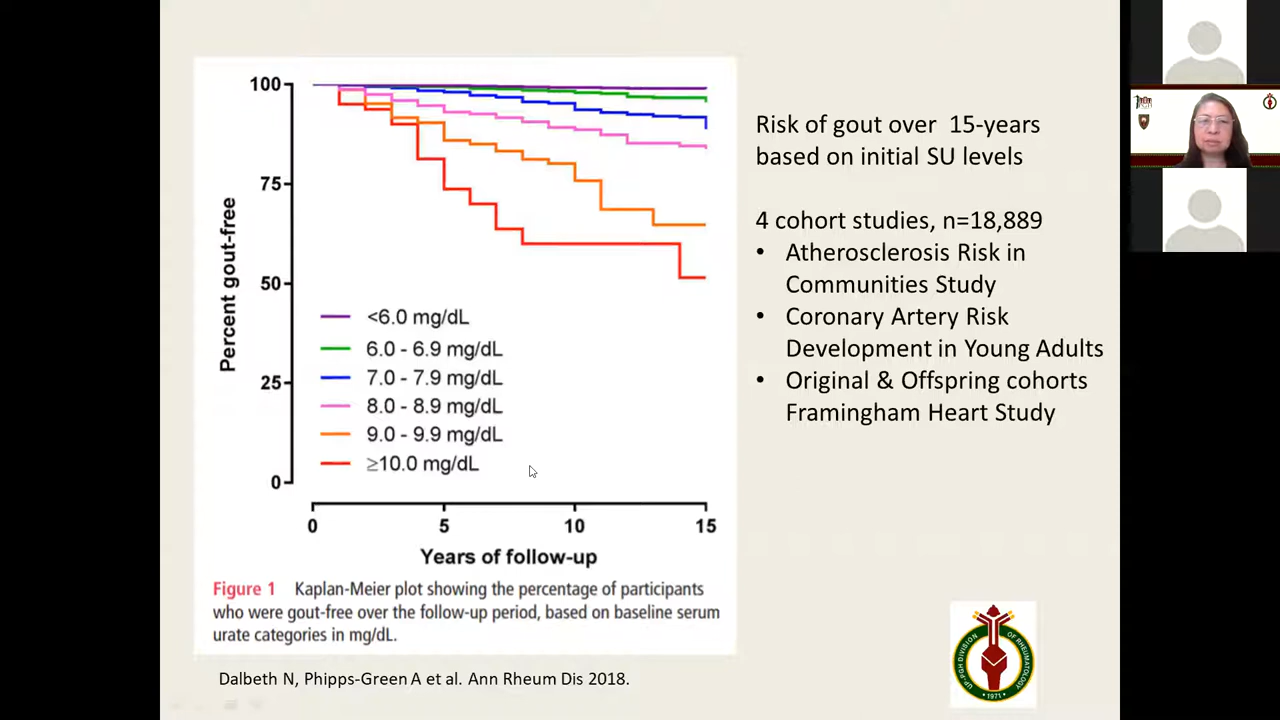 100
75
50
25
0
Percent gout-free
<6.0 mg/dL
6.0 - 6.9 mg/dL
7.0 - 7.9 mg/dL
8.0 - 8.9 mg/dL
9.0 - 9.9 mg/dL
≥10.0 mg/dL
0 5 10 15
Years of follow-up
Figure 1 Kaplan-Meier plot showing the percentage of participants
who were gout-free over the follow-up period, based on baseline serum
urate categories in mg/dL.
Dalbeth N, Phipps-Green A et al. Ann Rheum Dis 2018.
Risk of gout over 15-years
based on initial SU levels
4 cohort studies, n=18,889
• Atherosclerosis Risk in
Communities Study
• Coronary Artery Risk
Development in Young Adults
• Original & Offspring cohorts
Framingham Heart Study
UP-PGH DIVISION OF RHEUMATOLOGY
1971